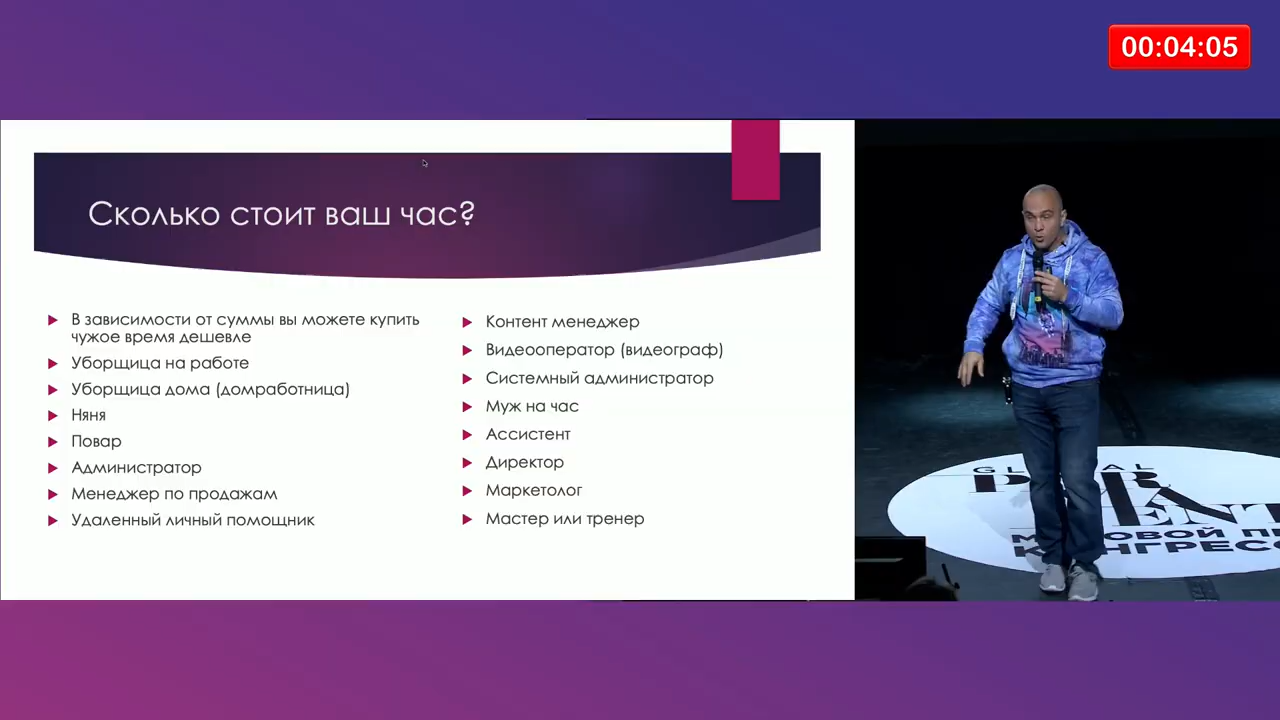 00:04:05
Сколько стоит ваш час?
В зависимости от суммы вы можете купить
чужое время дешевле
Уборщица на работе
Уборщица дома (домработница)
Няня
Повар
Администратор
Менеджер по продажам
Удаленный личный помощник
Контент менеджер
Видеооператор (видеограф)
Системный администратор
Муж на час
Ассистент
Директор
Маркетолог
Мастер или тренер